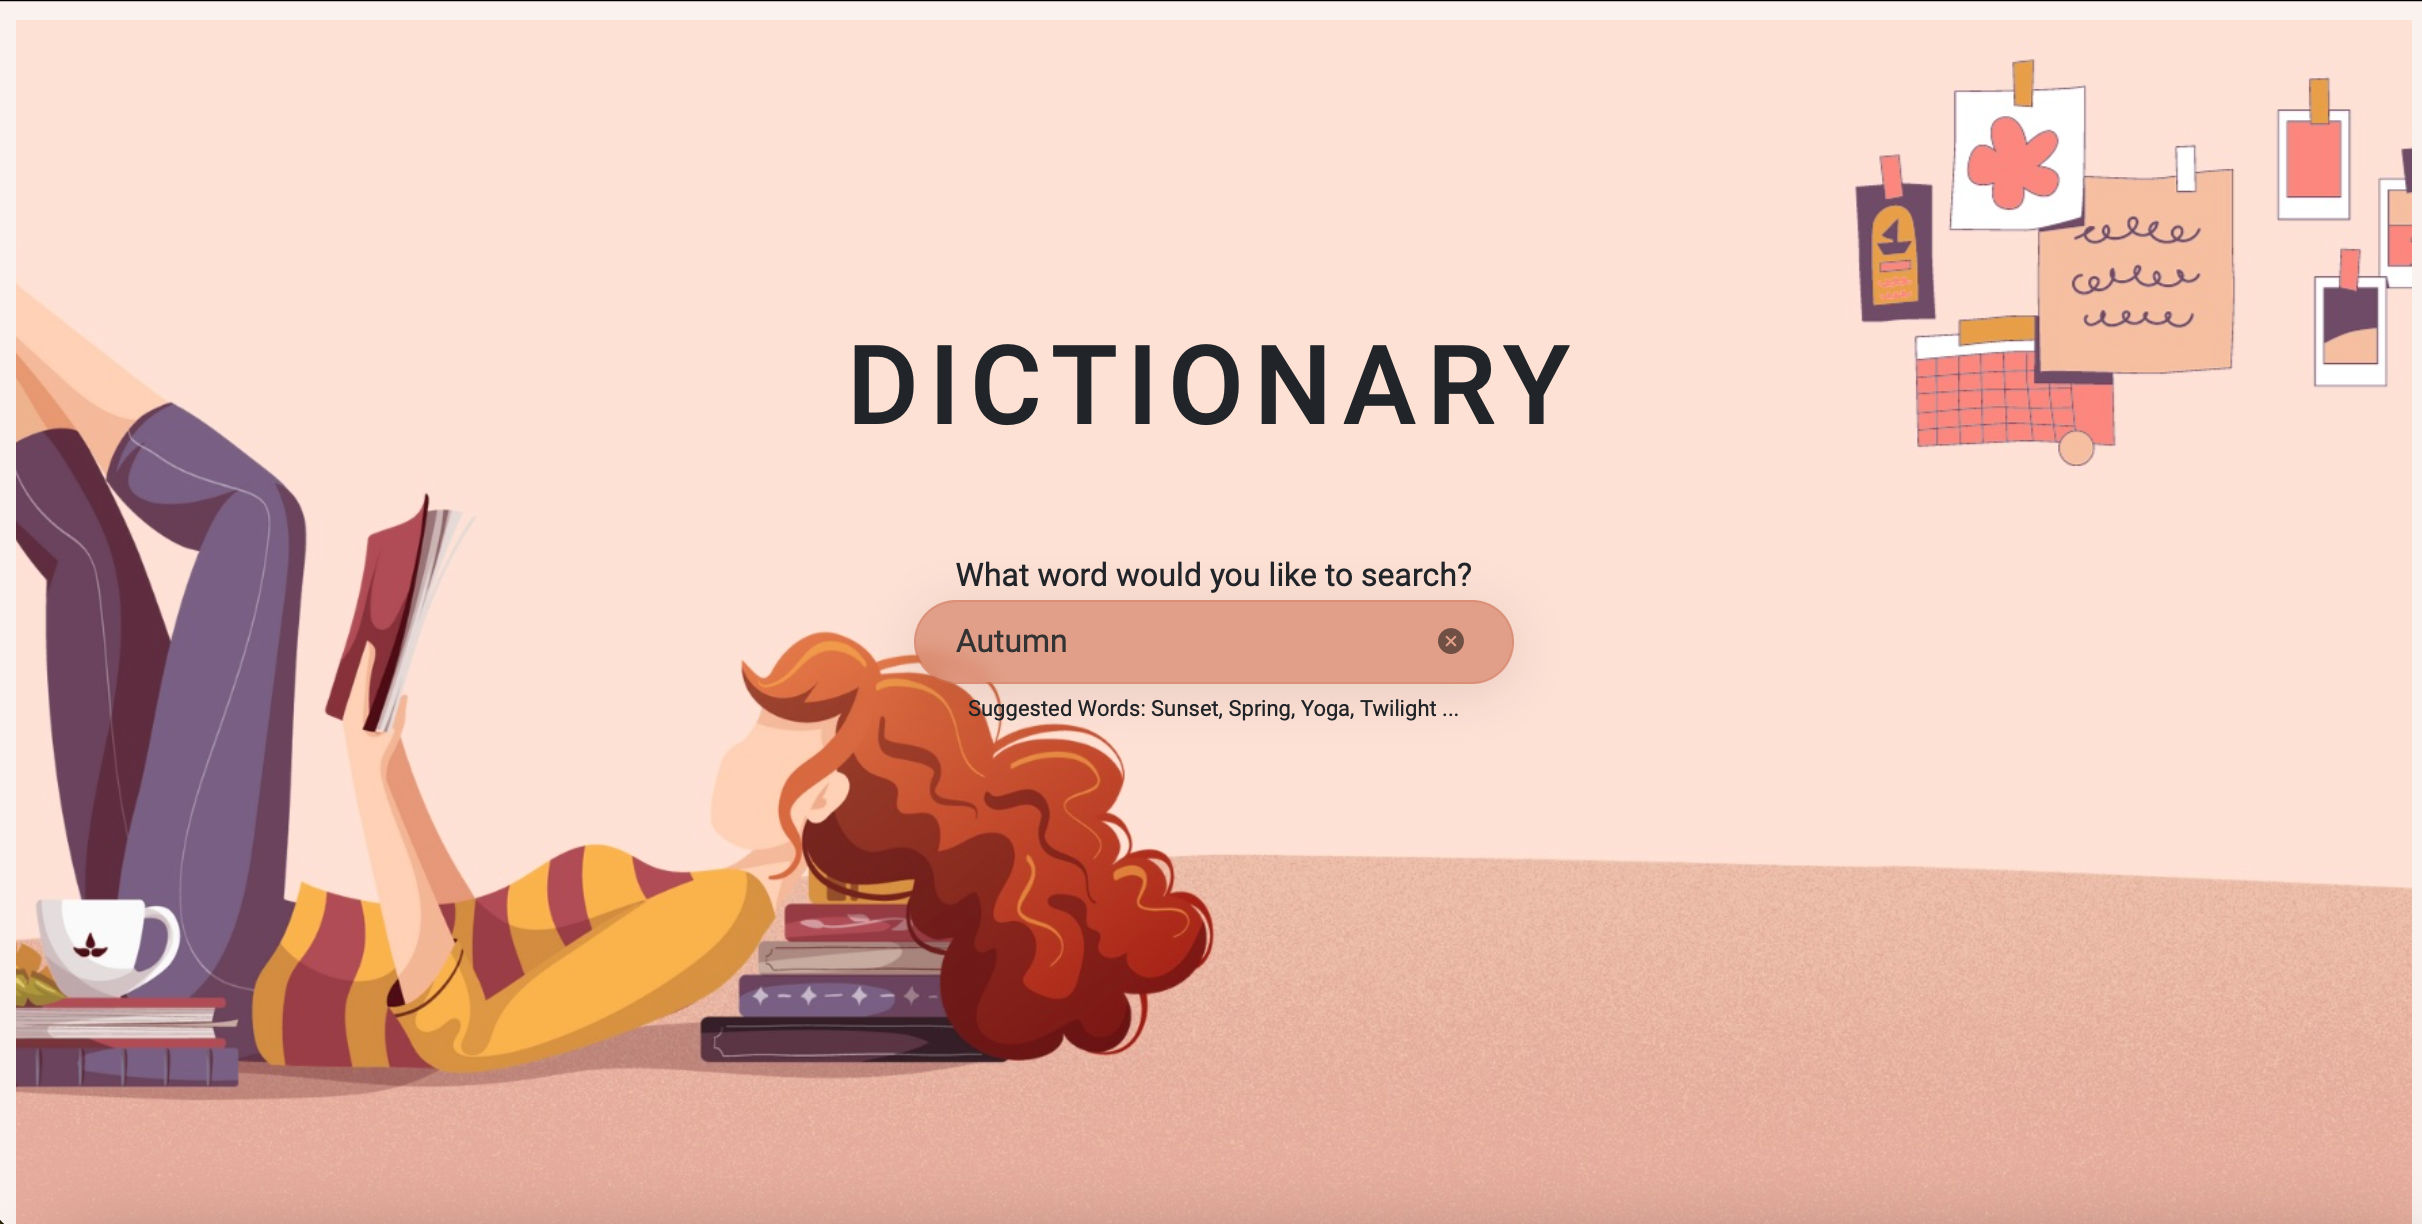 DICTIONARY
What word would you like to search?
Autumn
Suggested Words: Sunset, Spring, Yoga, Twilight ...